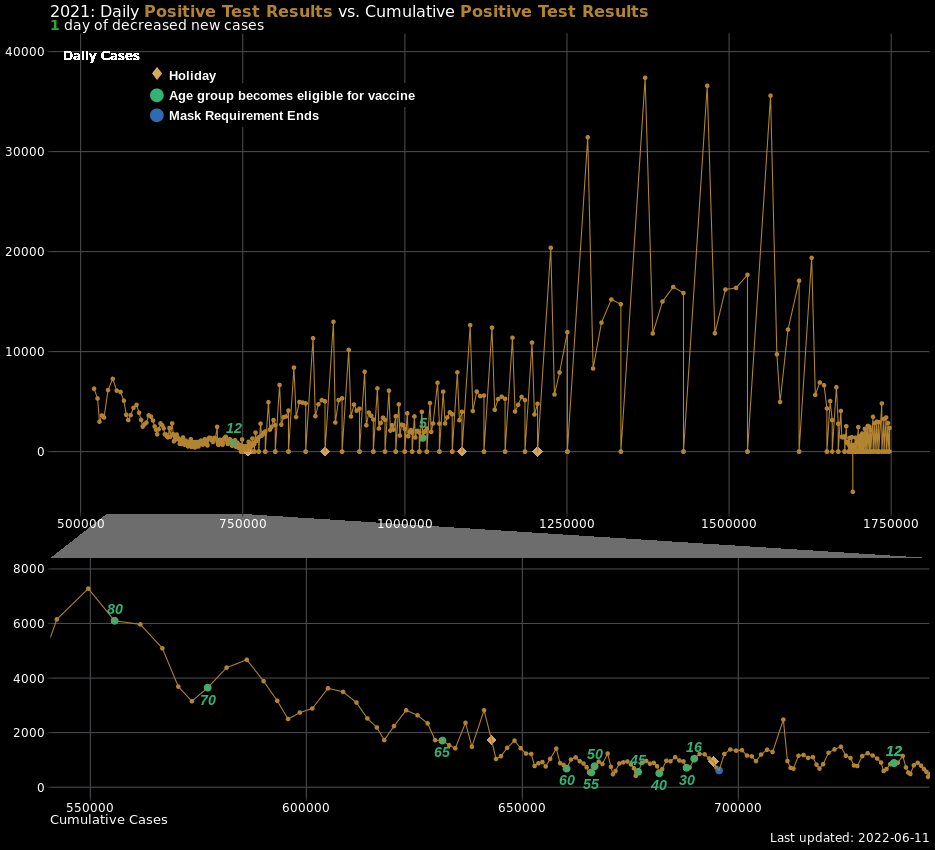 2021: Daily Positive Test Results vs. Cumulative Positive Test Results
1 day of decreased new cases
40000
Daily Cases
Holiday
Age group becomes eligible for vaccine
Mask Requirement Ends
30000
20000
10000
12
5
0
500000 750000 1000000 1250000 1500000 1750000
8000
80
6000
70
4000
65
2000
60
55
50
45
40
30
16
12
0
550000 600000 650000 700000
Cumulative Cases
Last updated: 2022-06-11